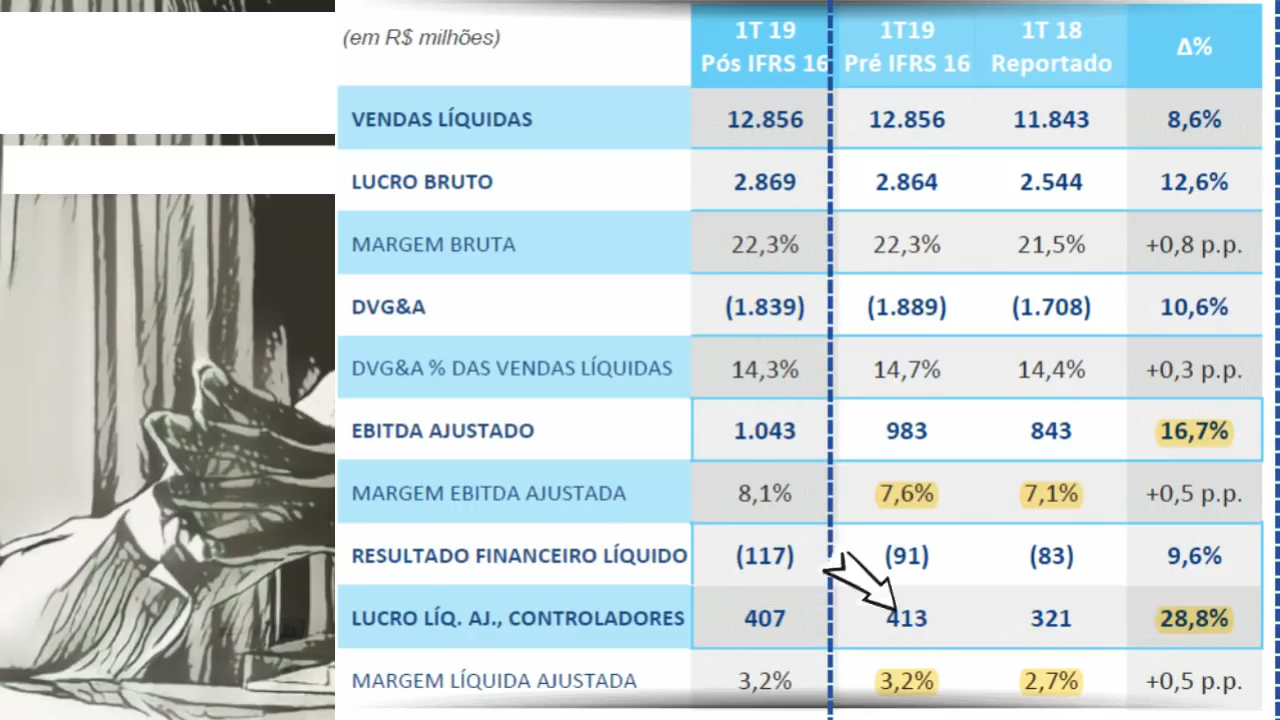 (em R$ milhões) 1T 19 Pós IFRS 16 1T19 Pré IFRS 16 1T 18 Reportado Δ%
VENDAS LÍQUIDAS 12.856 12.856 11.843 8,6%
LUCRO BRUTO 2.869 2.864 2.544 12,6%
MARGEM BRUTA 22,3% 22,3% 21,5% +0,8 p.p.
DVG&A (1.839) (1.889) (1.708) 10,6%
DVG&A % DAS VENDAS LÍQUIDAS 14,3% 14,7% 14,4% +0,3 p.p.
EBITDA AJUSTADO 1.043 983 843 16,7%
MARGEM EBITDA AJUSTADA 8,1% 7,6% 7,1% +0,5 p.p.
RESULTADO FINANCEIRO LÍQUIDO (117) (91) (83) 9,6%
LUCRO LÍQ. AJ., CONTROLADORES 407 413 321 28,8%
MARGEM LÍQUIDA AJUSTADA 3,2% 3,2% 2,7% +0,5 p.p.